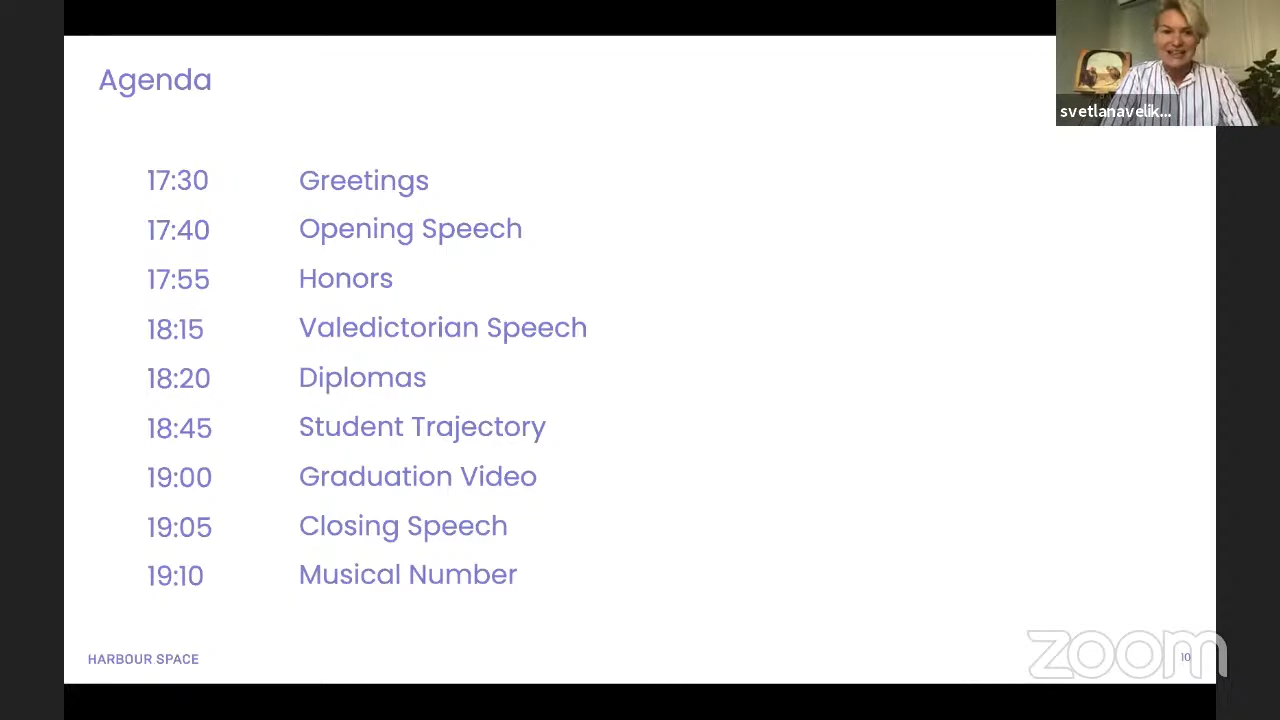 Agenda
svetlanavelik...
17:30 Greetings
17:40 Opening Speech
17:55 Honors
18:15 Valedictorian Speech
18:20 Diplomas
18:45 Student Trajectory
19:00 Graduation Video
19:05 Closing Speech
19:10 Musical Number
HARBOUR SPACE
zoom
10